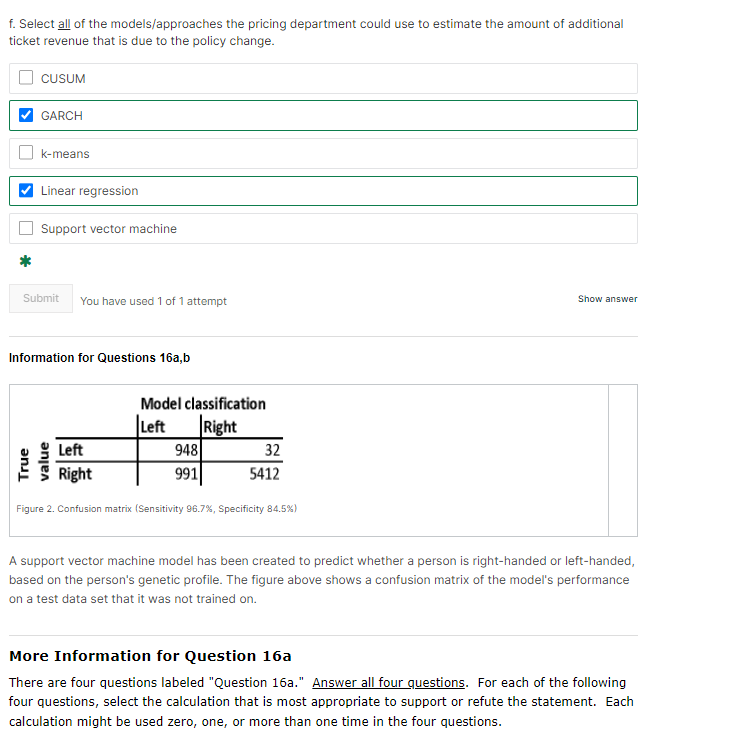 f. Select all of the models/approaches the pricing department could use to estimate the amount of additional
ticket revenue that is due to the policy change.
CUSUM
GARCH
k-means
Linear regression
Support vector machine
Submit You have used 1 of 1 attempt Show answer
Information for Questions 16a,b
Model classification
Left Right
True value
Left 948 32
Right 991 5412
Figure 2. Confusion matrix (Sensitivity 96.7%, Specificity 84.5%)
A support vector machine model has been created to predict whether a person is right-handed or left-handed,
based on the person's genetic profile. The figure above shows a confusion matrix of the model's performance
on a test data set that it was not trained on.
More Information for Question 16a
There are four questions labeled "Question 16a." Answer all four questions. For each of the following
four questions, select the calculation that is most appropriate to support or refute the statement. Each
calculation might be used zero, one, or more than one time in the four questions.